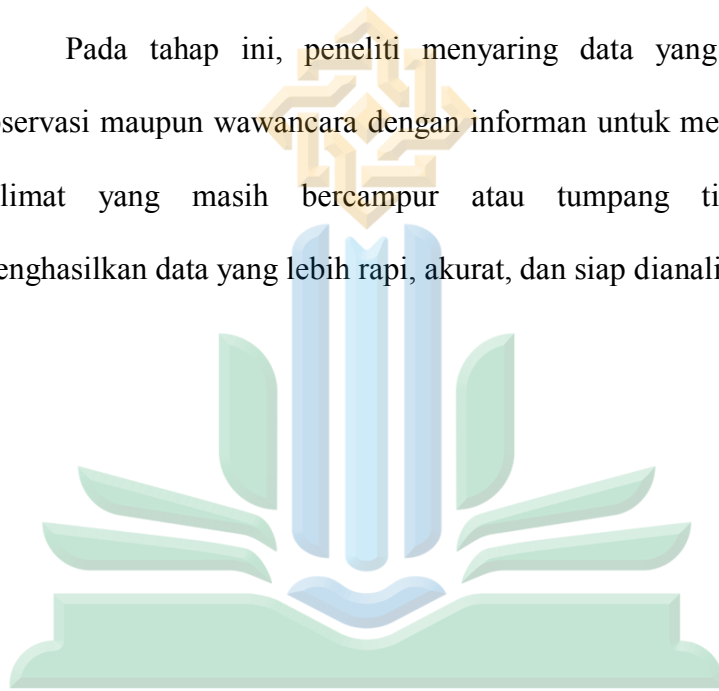 Pada tahap ini, peneliti menyaring data yang
servasi maupun wawancara dengan informan untuk me
limat yang masih bercampur atau tumpang ti
enghasilkan data yang lebih rapi, akurat, dan siap dianali